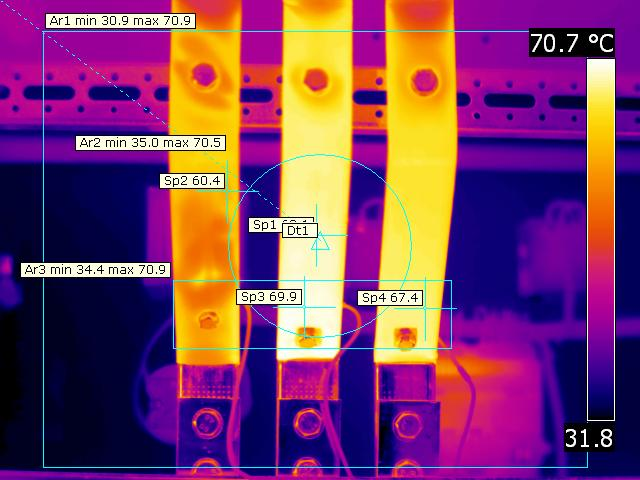 Ar1 min 30.9 max 70.9
70.7 °C
Ar2 min 35.0 max 70.5
Sp2 60.4
Sp1
Dt1
Ar3 min 34.4 max 70.9
Sp3 69.9
Sp4 67.4
31.8